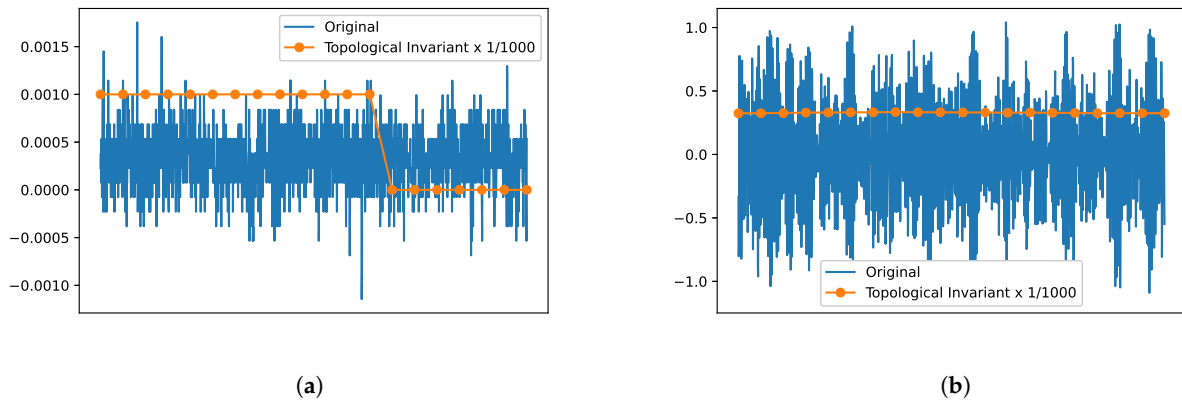 Original
Topological Invariant x 1/1000
0.0015
0.0010
0.0005
0.0000
−0.0005
−0.0010
(a)
1.0
0.5
0.0
−0.5
−1.0
Original
Topological Invariant x 1/1000
(b)